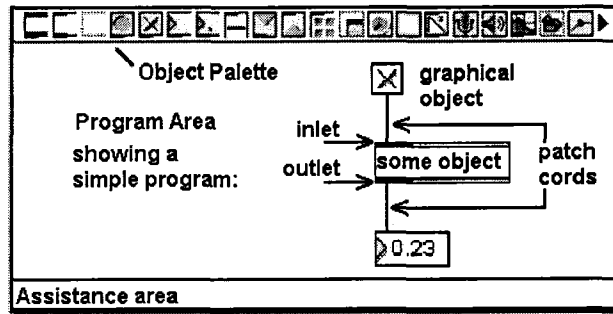 Object Palette
graphical
object
Program Area
showing a
simple program:
inlet
outlet
some object
patch
cords
0.23
Assistance area